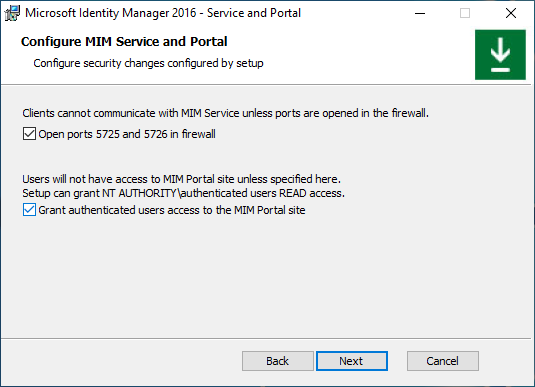 Microsoft Identity Manager 2016 - Service and Portal
Configure MIM Service and Portal
Configure security changes configured by setup
Clients cannot communicate with MIM Service unless ports are opened in the firewall.
Open ports 5725 and 5726 in firewall
Users will not have access to MIM Portal site unless specified here.
Setup can grant NT AUTHORITY\authenticated users READ access.
Grant authenticated users access to the MIM Portal site
Back
Next
Cancel